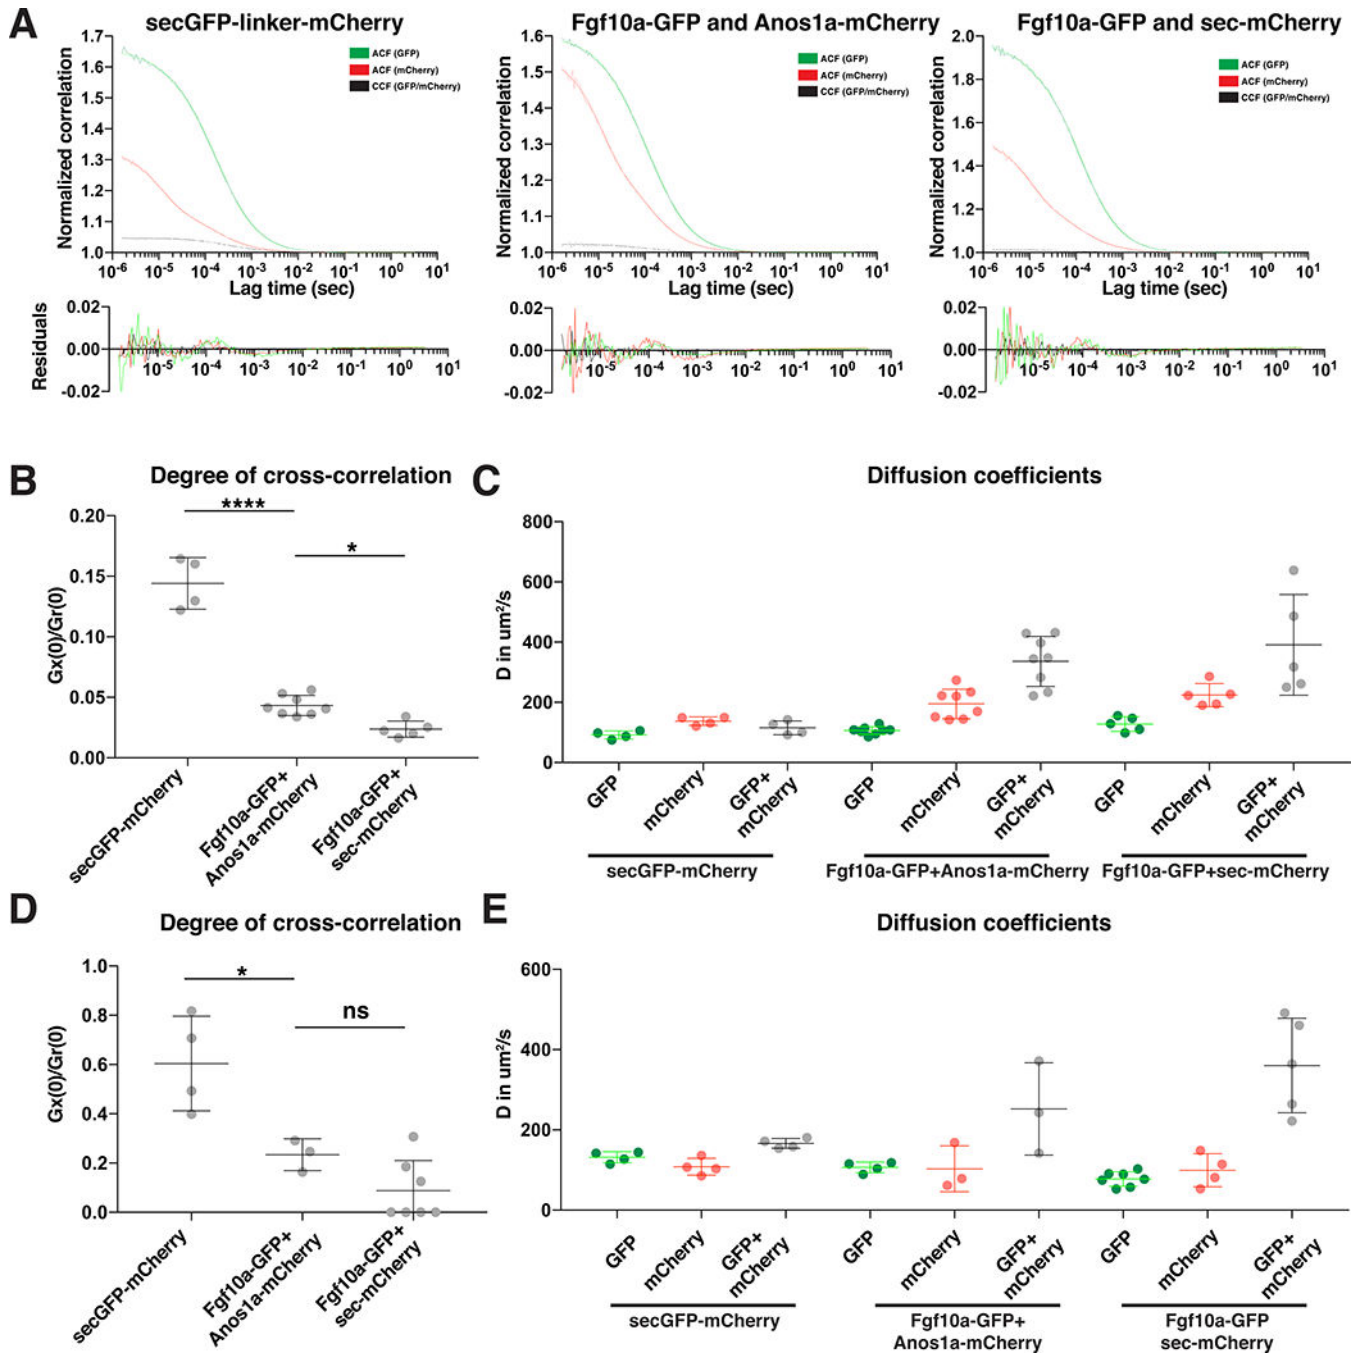 A
secGFP-linker-mCherry
Fgf10a-GFP and Anos1a-mCherry
Fgf10a-GFP and sec-mCherry
Normalized correlation
1.7
1.6
1.5
1.4
1.3
1.2
1.1
1.0
ACF (GFP)
ACF (mCherry)
CCF (GFP/mCherry)
10-6
10-5
10-4
10-3
10-2
10-1
100
101
Lag time (sec)
Normalized correlation
1.6
1.5
1.4
1.3
1.2
1.1
1.0
ACF (GFP)
ACF (mCherry)
CCF (GFP/mCherry)
10-6
10-5
10-4
10-3
10-2
10-1
100
101
Lag time (sec)
Normalized correlation
2.0
1.8
1.6
1.4
1.2
1.0
ACF (GFP)
ACF (mCherry)
CCF (GFP/mCherry)
10-6
10-5
10-4
10-3
10-2
10-1
100
101
Lag time (sec)
Residuals
0.02
0.00
-0.02
10-5
10-4
10-3
10-2
10-1
100
101
0.02
0.00
-0.02
10-5
10-4
10-3
10-2
10-1
100
101
0.02
0.00
-0.02
10-5
10-4
10-3
10-2
10-1
100
101
B
Degree of cross-correlation
Gx(0)/Gr(0)
0.20
0.15
0.10
0.05
0.00
****
*
secGFP-mCherry
Fgf10a-GFP+
Anos1a-mCherry
Fgf10a-GFP+
sec-mCherry
C
Diffusion coefficients
D in um2/s
800
600
400
200
0
GFP
mCherry
GFP+
mCherry
GFP
mCherry
GFP+
mCherry
GFP
mCherry
GFP+
mCherry
secGFP-mCherry
Fgf10a-GFP+Anos1a-mCherry
Fgf10a-GFP+sec-mCherry
D
Degree of cross-correlation
Gx(0)/Gr(0)
1.0
0.8
0.6
0.4
0.2
0.0
*
ns
secGFP-mCherry
Fgf10a-GFP+
Anos1a-mCherry
Fgf10a-GFP+
sec-mCherry
E
Diffusion coefficients
D in um2/s
600
400
200
0
GFP
mCherry
GFP+
mCherry
GFP
mCherry
GFP+
mCherry
GFP
mCherry
GFP+
mCherry
secGFP-mCherry
Fgf10a-GFP+
Anos1a-mCherry
Fgf10a-GFP
sec-mCherry